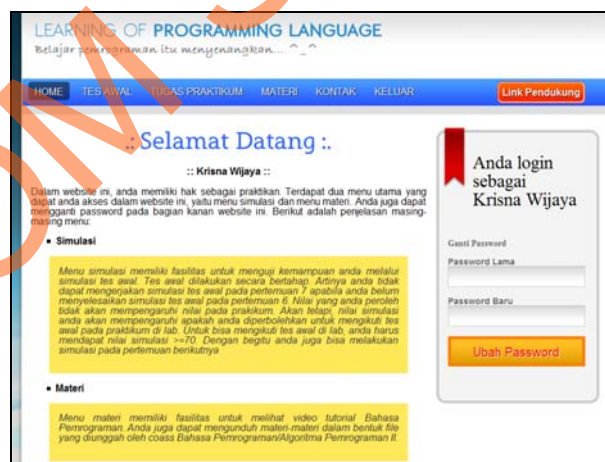 LEARNING OF PROGRAMMING LANGUAGE
Belajar pemrograman itu menyenangkan... ^_^
HOME TES AWAL TUGAS PRAKTIKUM MATERI KONTAK KELUAR Link Pendukung
.: Selamat Datang :.
:: Krisna Wijaya ::
Dalam website ini, anda memiliki hak sebagai praktikan. Terdapat dua menu utama yang
dapat anda akses dalam website ini, yaitu menu simulasi dan menu materi. Anda juga dapat
mengganti password pada bagian kanan website ini. Berikut adalah penjelasan masing-
masing menu:
▪ Simulasi
Menu simulasi memiliki fasilitas untuk menguji kemampuan anda melalui
simulasi tes awal. Tes awal dilakukan secara bertahap. Artinya anda tidak
dapat mengerjakan simulasi tes awal pada pertemuan 7 apabila anda belum
menyelesaikan simulasi tes awal pada pertemuan 6. Nilai yang anda peroleh
tidak akan mempengaruhi nilai pada prakikum. Akan tetapi, nilai simulasi
anda akan mempengaruhi apakah anda diperbolehkan untuk mengikuti tes
awal pada praktikum di lab. Untuk bisa mengikuti tes awal di lab, anda harus
mendapat nilai simulasi >=70. Dengan begitu anda juga bisa melakukan
simulasi pada pertemuan berikutnya
▪ Materi
Menu materi memiliki fasilitas untuk melihat video tutorial Bahasa
Pemrograman. Anda juga dapat mengunduh materi-materi dalam bentuk file
yang diunggah oleh coass Bahasa Pemrograman/Algoritma Pemrograman II.
Anda login
sebagai
Krisna Wijaya
Ganti Password
Password Lama
Password Baru
Ubah Password